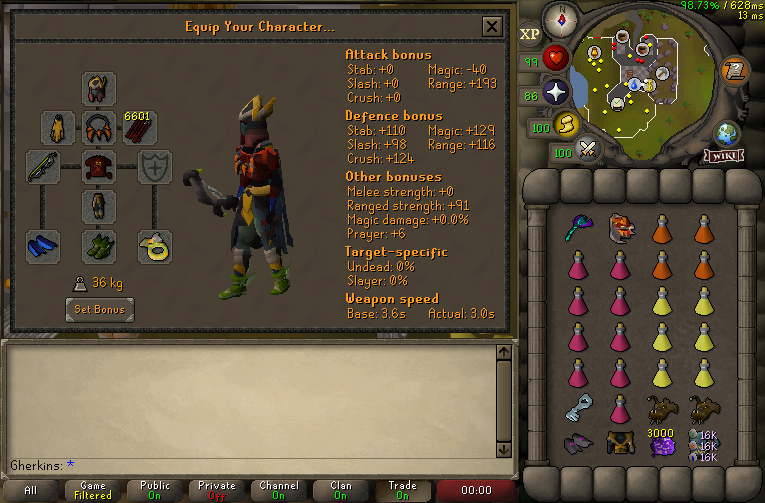 Equip Your Character...
Attack bonus
Stab: +0 Magic: -40
Slash: +0 Range: +193
Crush: +0
Defence bonus
Stab: +110 Magic: +129
Slash: +98 Range: +116
Crush: +124
Other bonuses
Melee strength: +0
Ranged strength: +91
Magic damage: +0.0%
Prayer: +6
Target-specific
Undead: 0%
Slayer: 0%
Weapon speed
Base: 3.6s Actual: 3.0s
6601
36 kg
Set Bonus
Gherkins: *
All
Game
Filtered
Public
On
Private
Off
Channel
On
Clan
On
Trade
On
00:00
98.73% / 628ms
13 ms
N
XP
99
86
100
100
WIKI
3000
16K
16K
16K